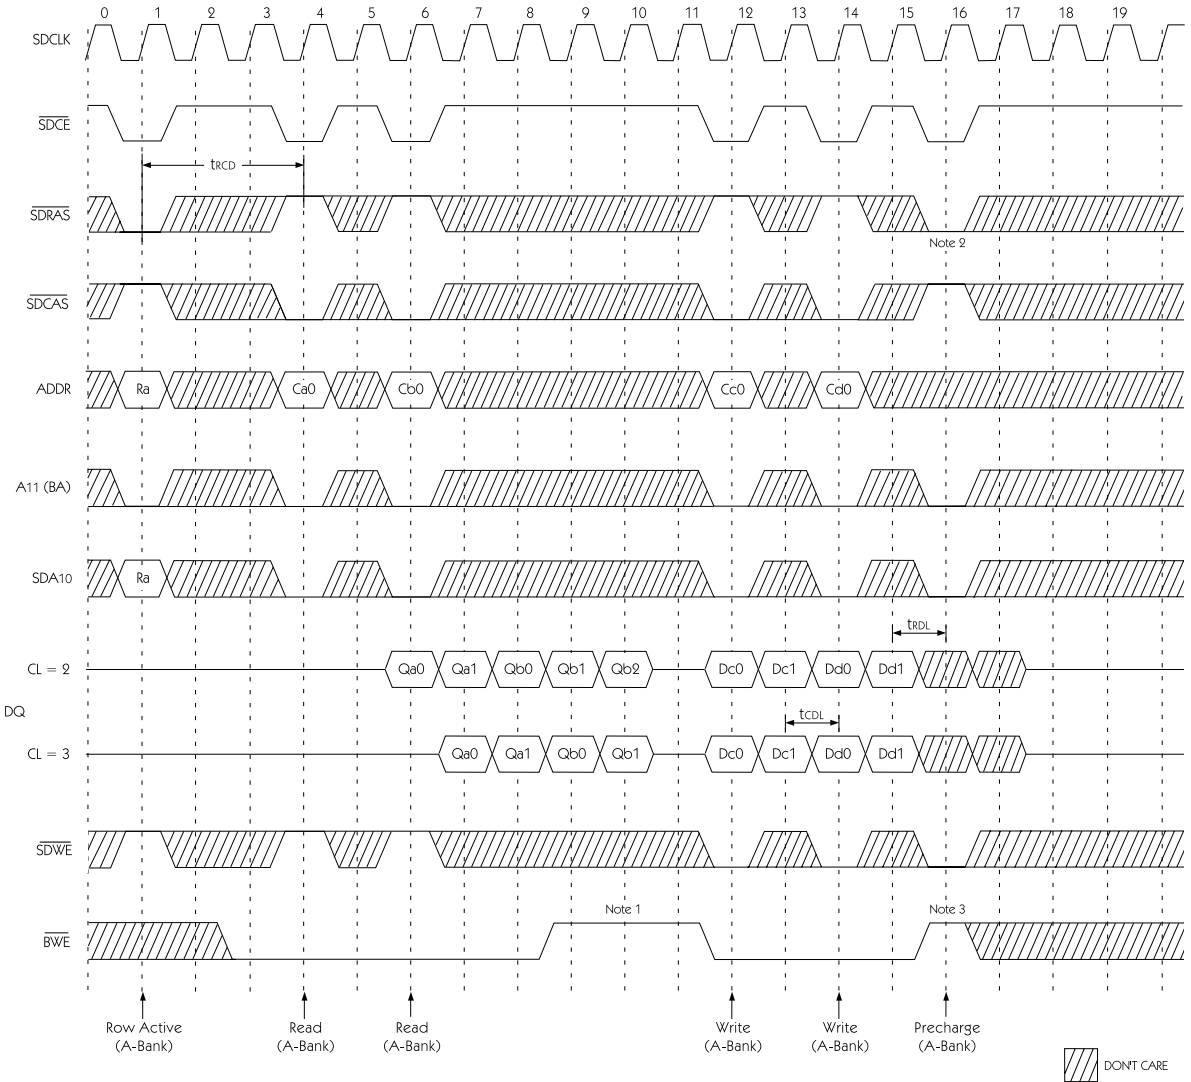 0 1 2 3 4 5 6 7 8 9 10 11 12 13 14 15 16 17 18 19
SDCLK
SDCE
tRCD
SDRAS
Note 2
SDCAS
ADDR Ra Ca0 Cb0 Cc0 Cd0
A11 (BA)
SDA10 Ra
tRDL
CL = 2 Qa0 Qa1 Qb0 Qb1 Qb2 Dc0 Dc1 Dd0 Dd1
DQ
tCDL
CL = 3 Qa0 Qa1 Qb0 Qb1 Dc0 Dc1 Dd0 Dd1
SDWE
Note 1 Note 3
BWE
Row Active Read Read Write Write Precharge
(A-Bank) (A-Bank) (A-Bank) (A-Bank) (A-Bank) (A-Bank)
DON'T CARE